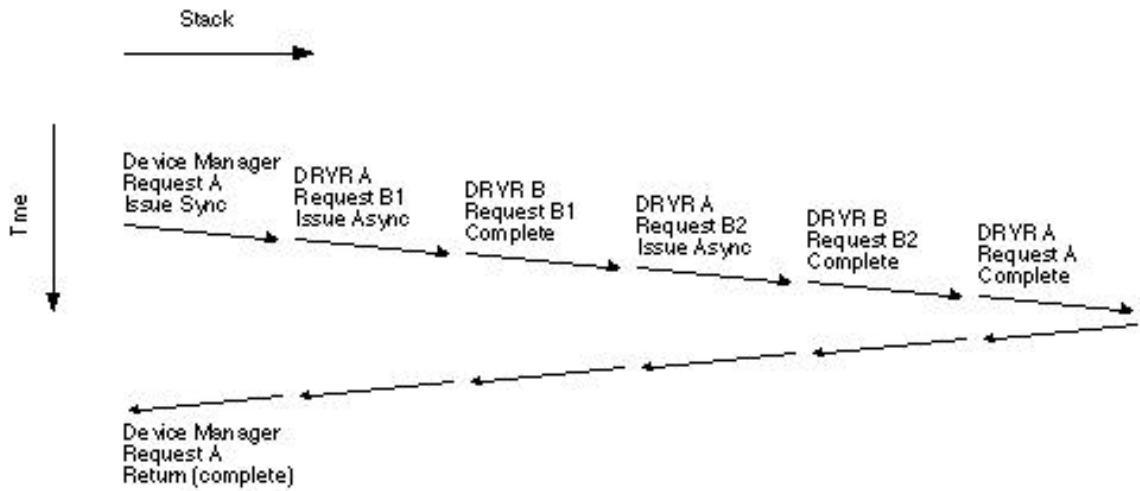 Stack
Time
Device Manager
Request A
Issue Sync
DRVR A
Request B1
Issue Async
DRVR B
Request B1
Complete
DRVR A
Request B2
Issue Async
DRVR B
Request B2
Complete
DRVR A
Request A
Complete
Device Manager
Request A
Return (complete)